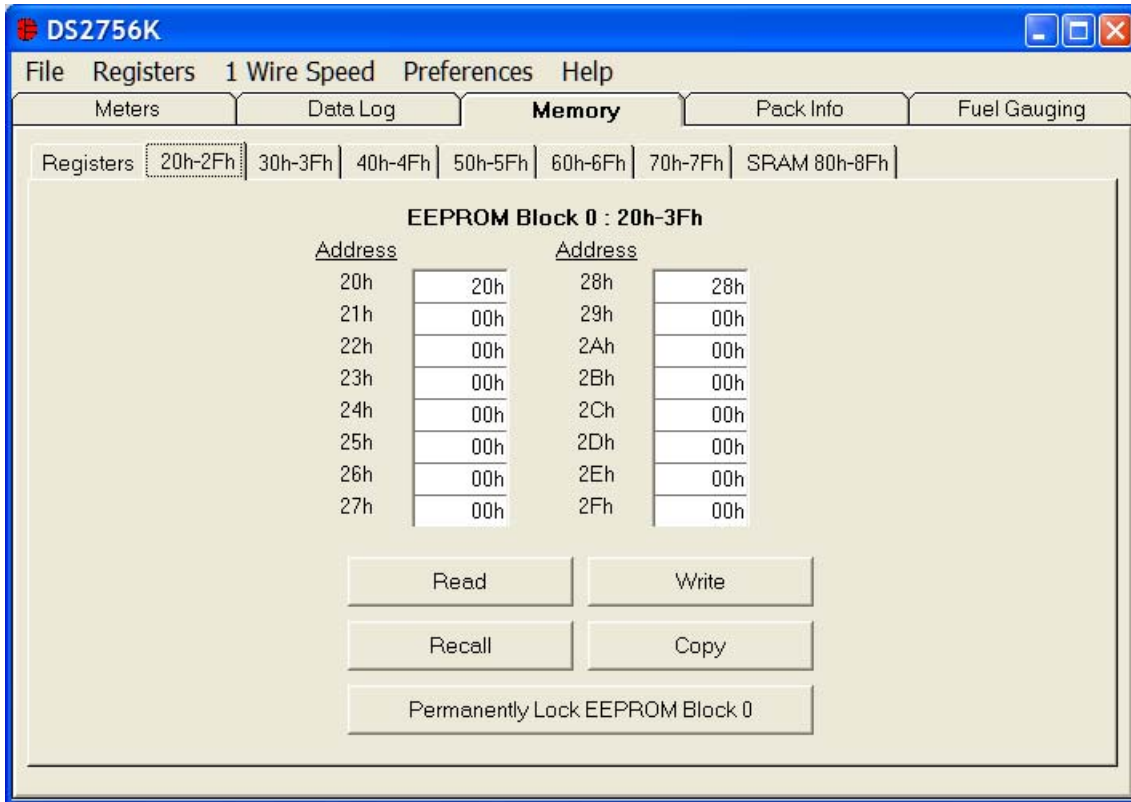 DS2756K
File Registers 1 Wire Speed Preferences Help
Meters Data Log Memory Pack Info Fuel Gauging
Registers 20h-2Fh 30h-3Fh 40h-4Fh 50h-5Fh 60h-6Fh 70h-7Fh SRAM 80h-8Fh
EEPROM Block 0 : 20h-3Fh
Address Address
20h 20h 28h 28h
21h 00h 29h 00h
22h 00h 2Ah 00h
23h 00h 2Bh 00h
24h 00h 2Ch 00h
25h 00h 2Dh 00h
26h 00h 2Eh 00h
27h 00h 2Fh 00h
Read Write
Recall Copy
Permanently Lock EEPROM Block 0